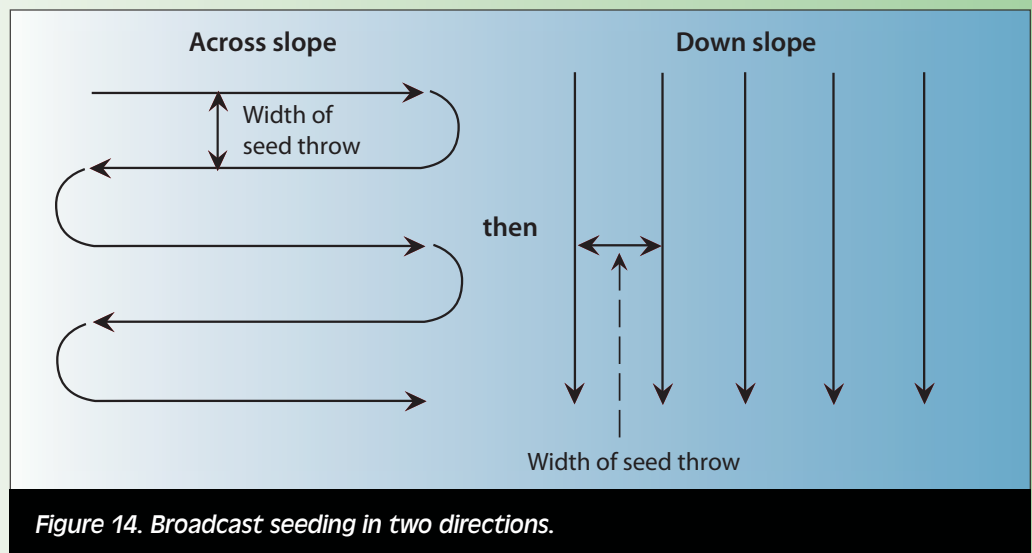 Across slope
Down slope
Width of
seed throw
then
Width of seed throw
Figure 14. Broadcast seeding in two directions.